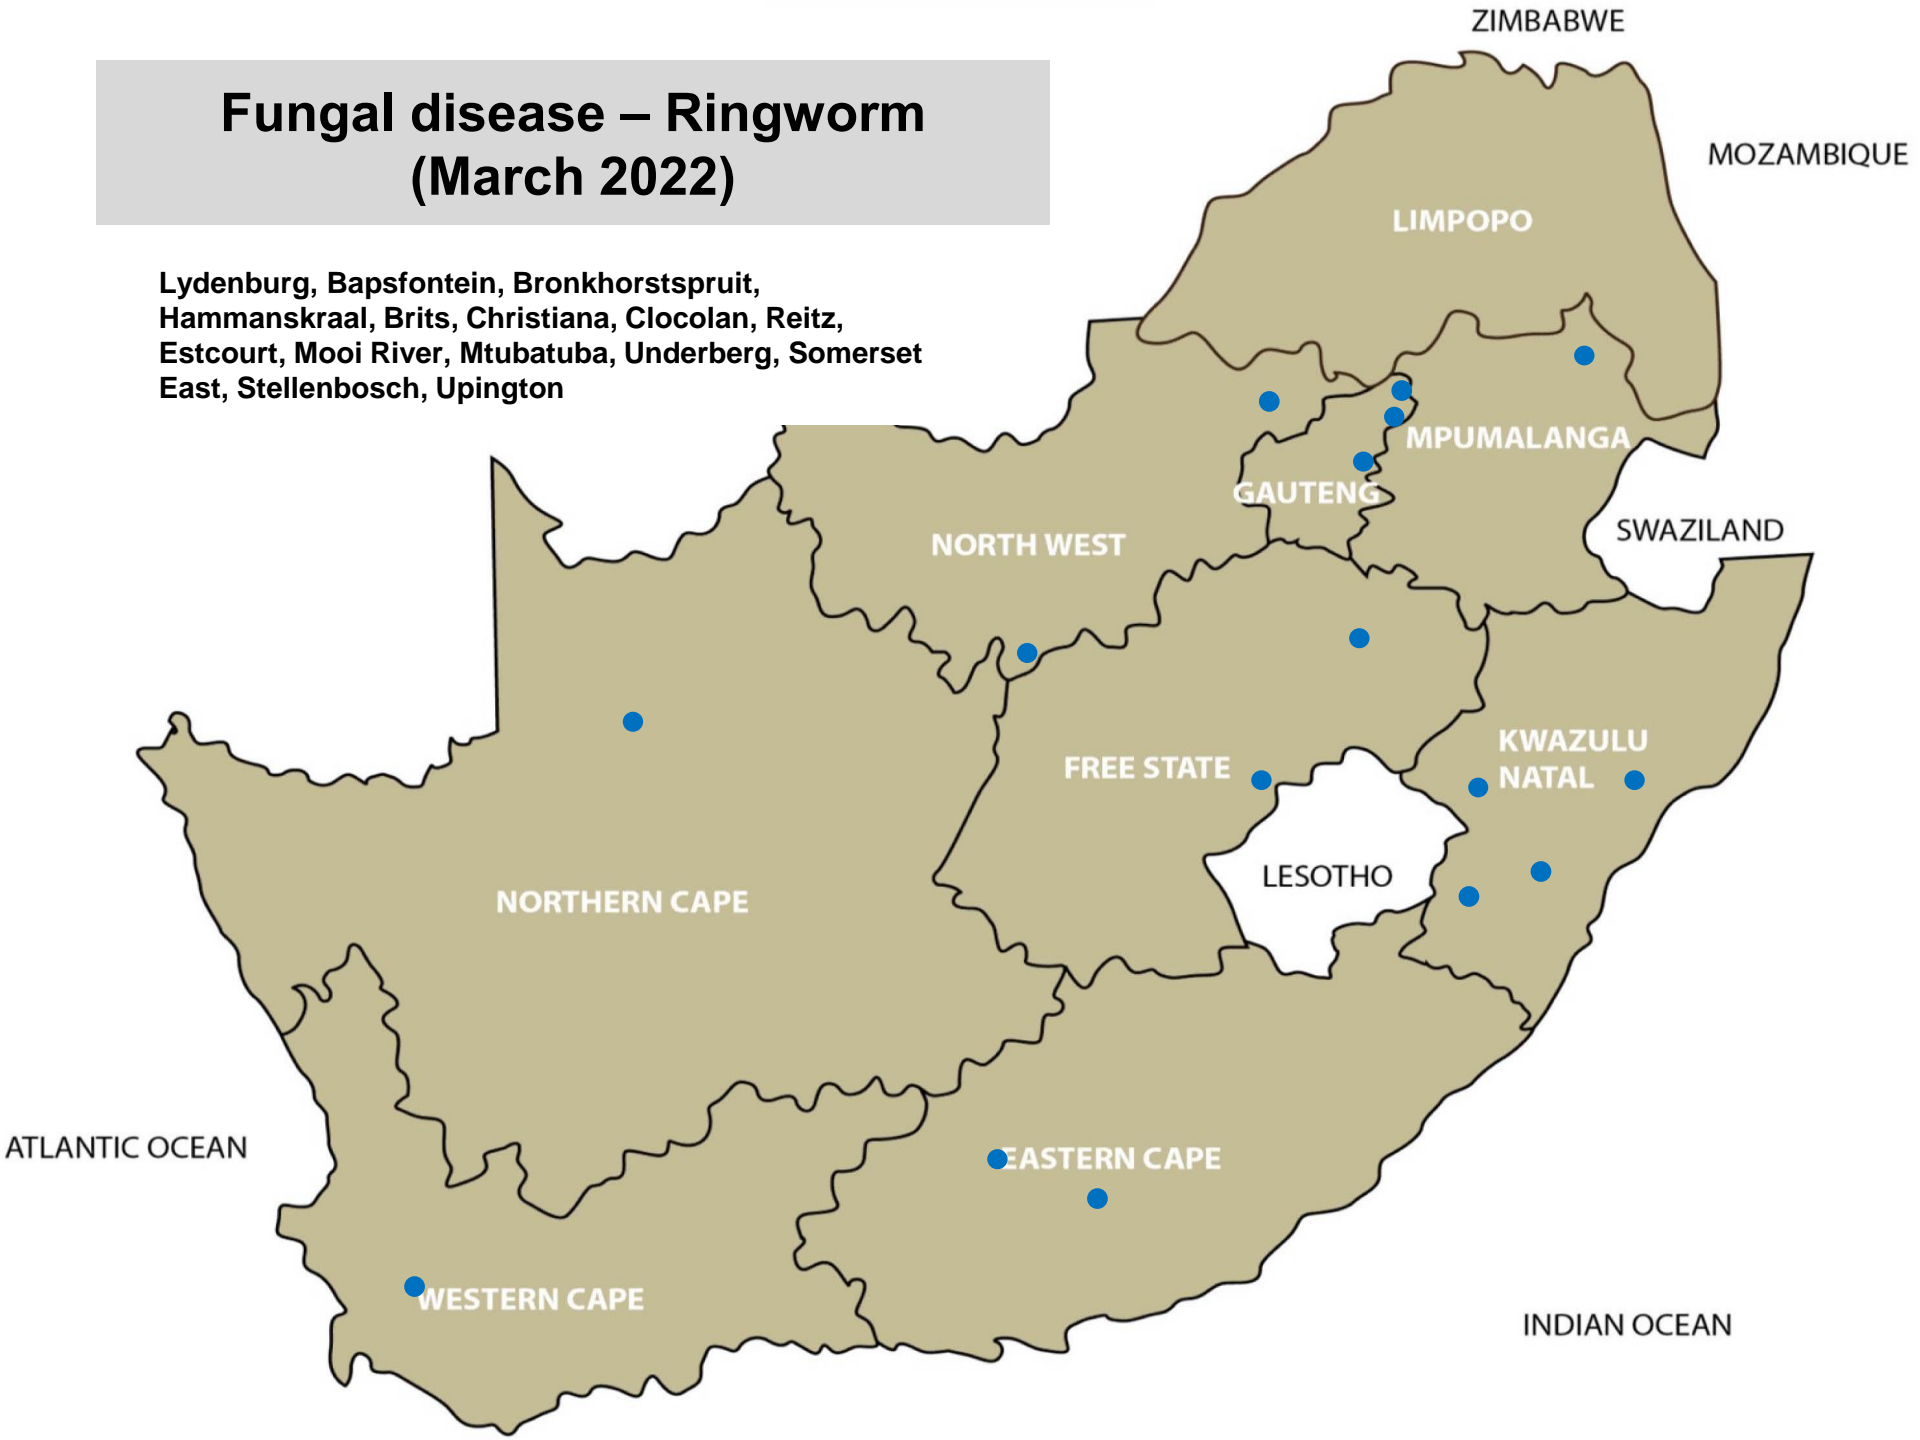 ZIMBABWE
Fungal disease – Ringworm
(March 2022)
MOZAMBIQUE
LIMPOPO
Lydenburg, Bapsfontein, Bronkhorstspruit,
Hammanskraal, Brits, Christiana, Clocolan, Reitz,
Estcourt, Mooi River, Mtubatuba, Underberg, Somerset
East, Stellenbosch, Upington
MPUMALANGA
GAUTENG
SWAZILAND
NORTH WEST
KWAZULU
NATAL
FREE STATE
LESOTHO
NORTHERN CAPE
ATLANTIC OCEAN
EASTERN CAPE
WESTERN CAPE
INDIAN OCEAN